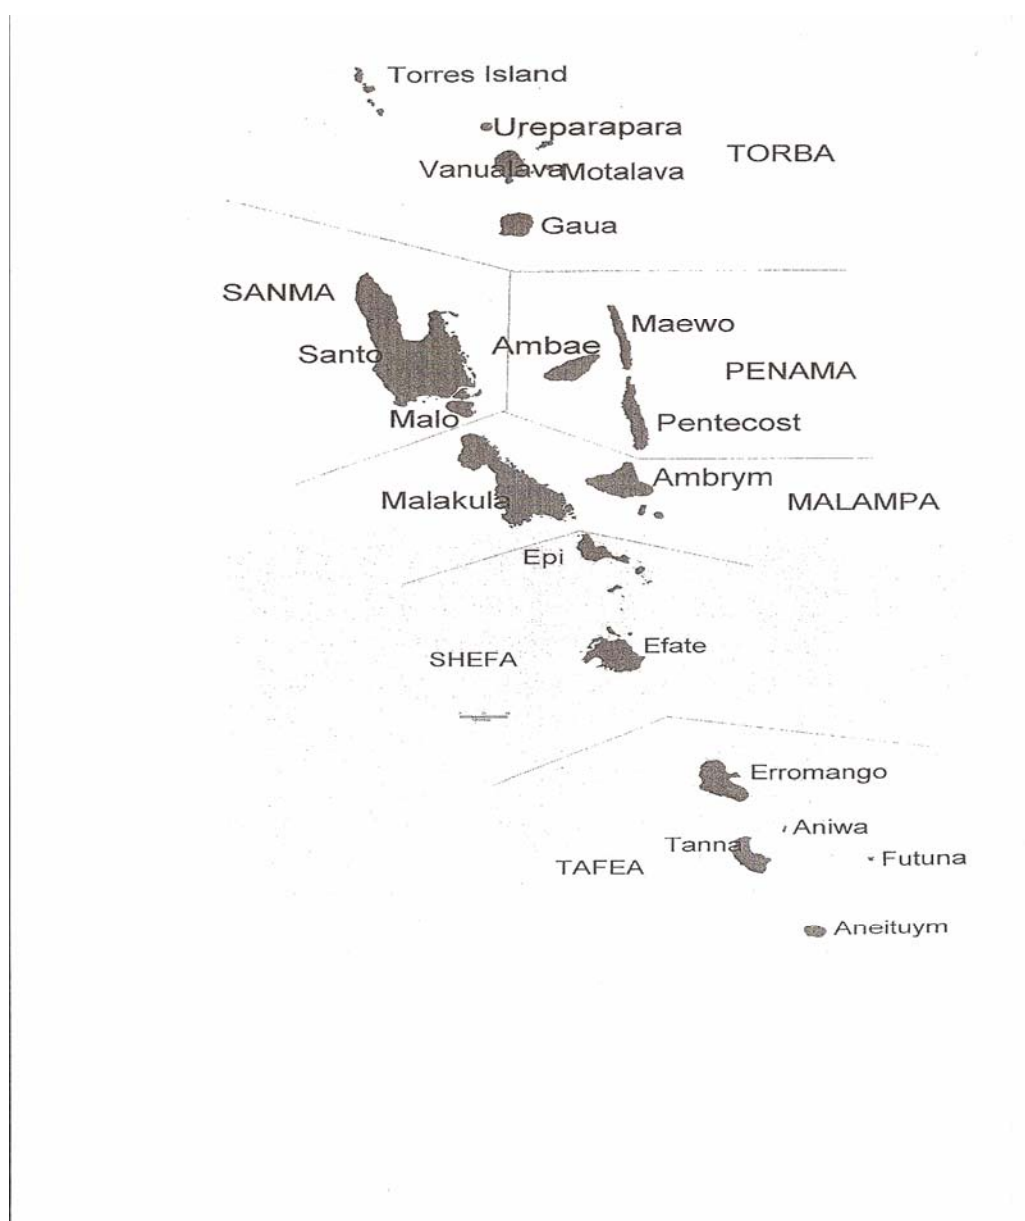 Torres Island
Ureparapara
TORBA
Vanualava
Motalava
Gaua
SANMA
Maewo
Santo
Ambae
PENAMA
Malo
Pentecost
Ambrym
Malakula
MALAMPA
Epi
Efate
SHEFA
Erromango
Aniwa
Tanna
Futuna
TAFEA
Aneituym